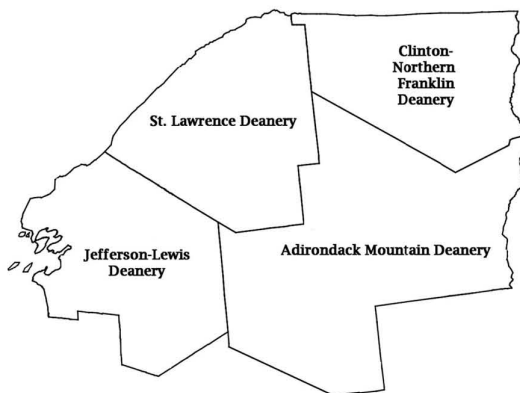 Clinton-
Northern
Franklin
Deanery
St. Lawrence Deanery
Adirondack Mountain Deanery
Jefferson-Lewis
Deanery